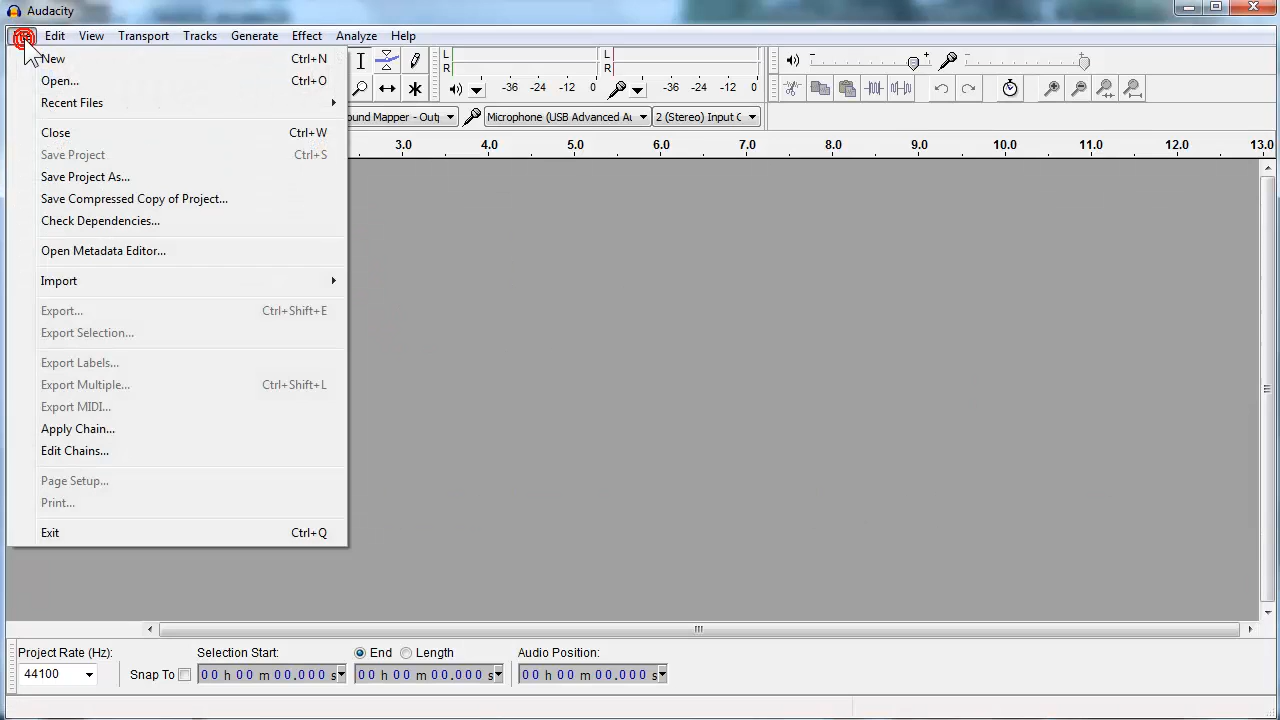 Audacity
Edit View Transport Tracks Generate Effect Analyze Help
New Ctrl+N
Open... Ctrl+O
Recent Files
Close Ctrl+W
Save Project Ctrl+S
Save Project As...
Save Compressed Copy of Project...
Check Dependencies...
Open Metadata Editor...
Import
Export... Ctrl+Shift+E
Export Selection...
Export Labels...
Export Multiple... Ctrl+Shift+L
Export MIDI...
Apply Chain...
Edit Chains...
Page Setup...
Print...
Exit Ctrl+Q
L L
R R
-36 -24 -12 0 -36 -24 -12 0
- + - +
ound Mapper - Outp Microphone (USB Advanced Au 2 (Stereo) Input C
3.0 4.0 5.0 6.0 7.0 8.0 9.0 10.0 11.0 12.0 13.0
Project Rate (Hz): Selection Start: End Length Audio Position:
44100 Snap To 00 h 00 m 00.000 s 00 h 00 m 00.000 s 00 h 00 m 00.000 s